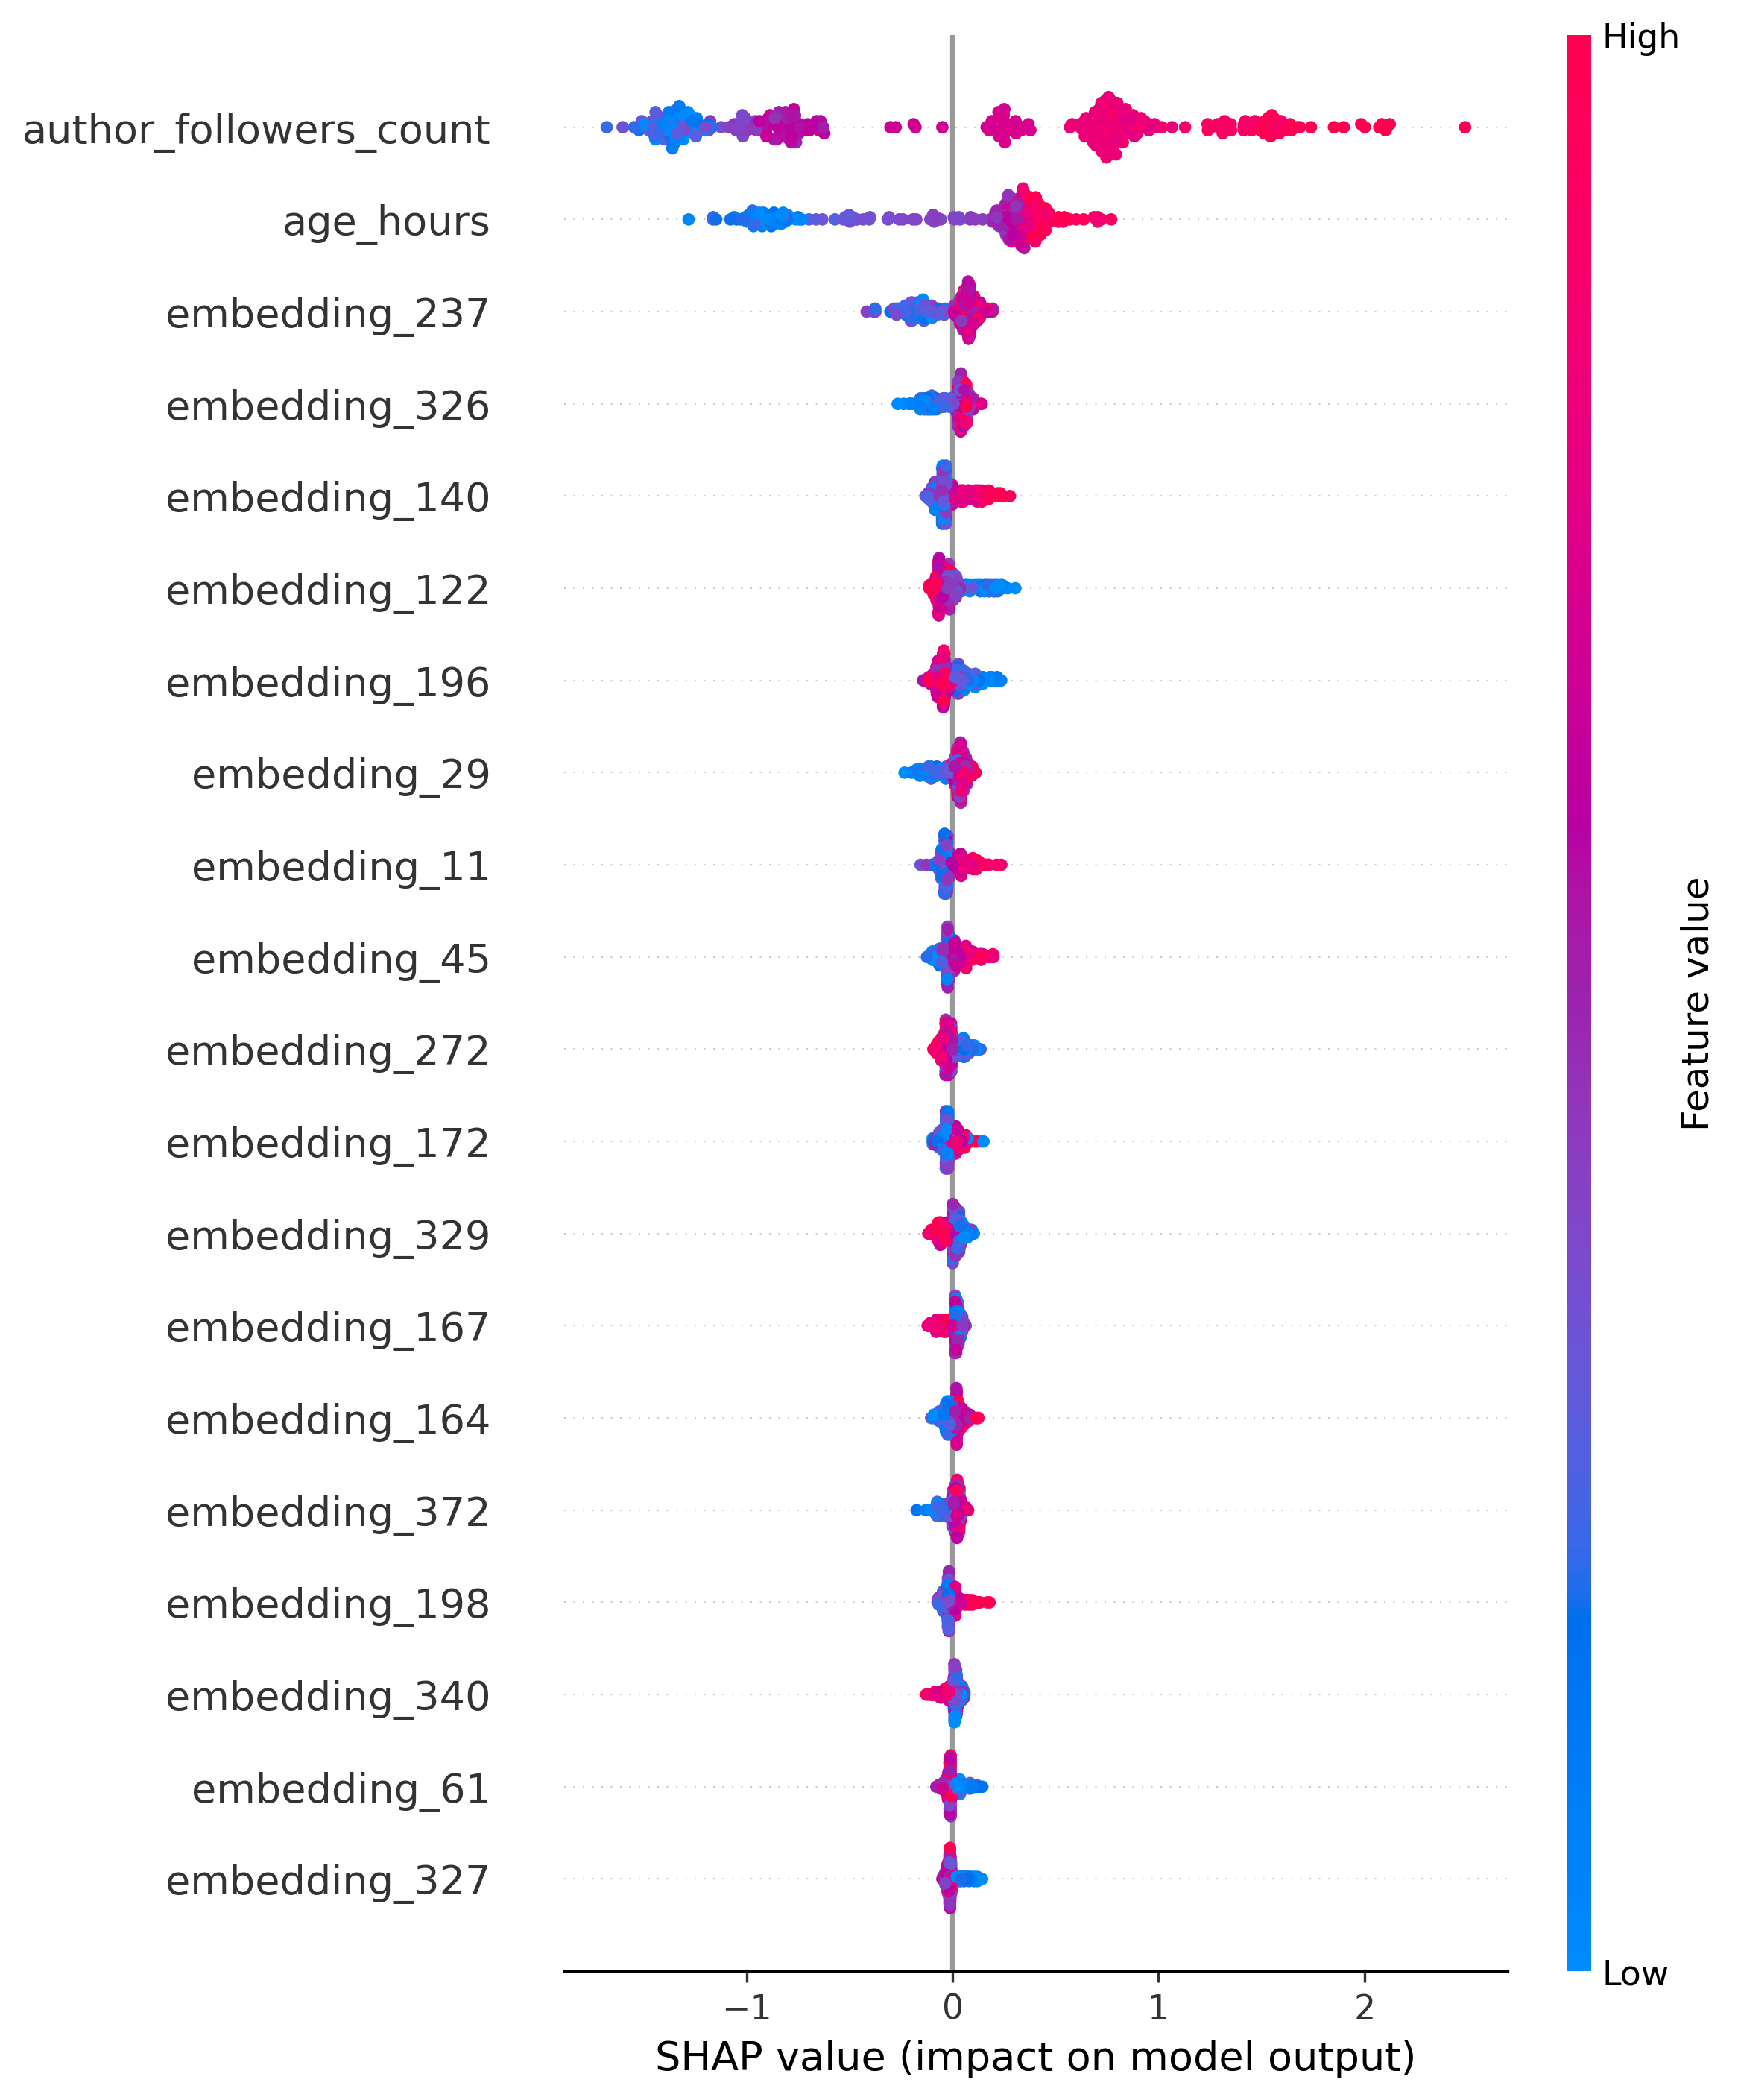 High
author_followers_count
age_hours
embedding_237
embedding_326
embedding_140
embedding_122
embedding_196
embedding_29
embedding_11
embedding_45
embedding_272
embedding_172
embedding_329
embedding_167
embedding_164
embedding_372
embedding_198
embedding_340
embedding_61
embedding_327
Feature value
Low
−1 0 1 2
SHAP value (impact on model output)